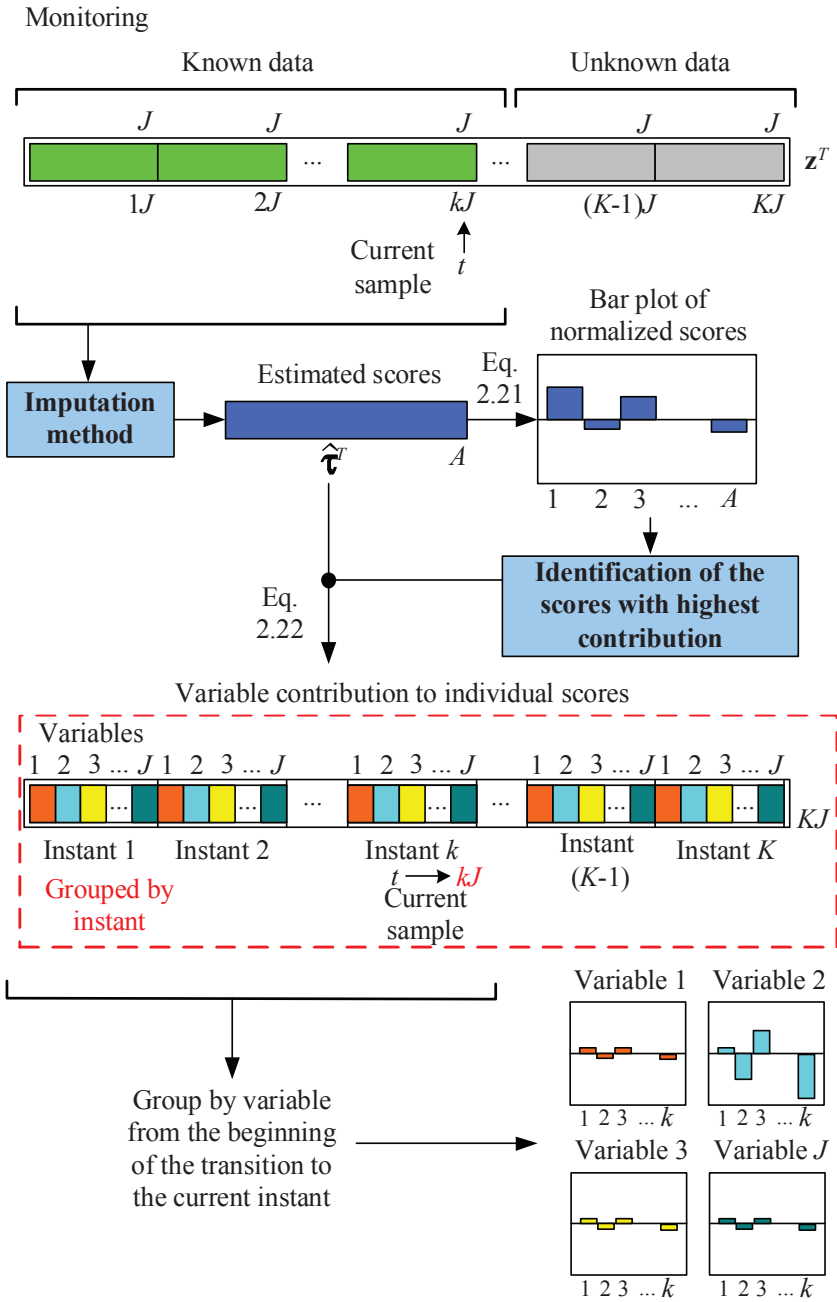 Monitoring
Known data
Unknown data
J J J J J
... ...
z^T
1J 2J kJ (K-1)J KJ
Current
sample
t
Bar plot of
normalized scores
Imputation
method
Estimated scores
Eq.
2.21
τ̂^T
A
1 2 3 ... A
Identification of the
scores with highest
contribution
Eq.
2.22
Variable contribution to individual scores
Variables
1 2 3 ... J 1 2 3 ... J 1 2 3 ... J 1 2 3 ... J 1 2 3 ... J
... ... ... ... ... ... ...
KJ
Instant 1 Instant 2 Instant k Instant
(K-1)
Instant K
Grouped by
instant
t kJ
Current
sample
Group by variable
from the beginning
of the transition to
the current instant
Variable 1 Variable 2
1 2 3 ... k 1 2 3 ... k
Variable 3 Variable J
1 2 3 ... k 1 2 3 ... k